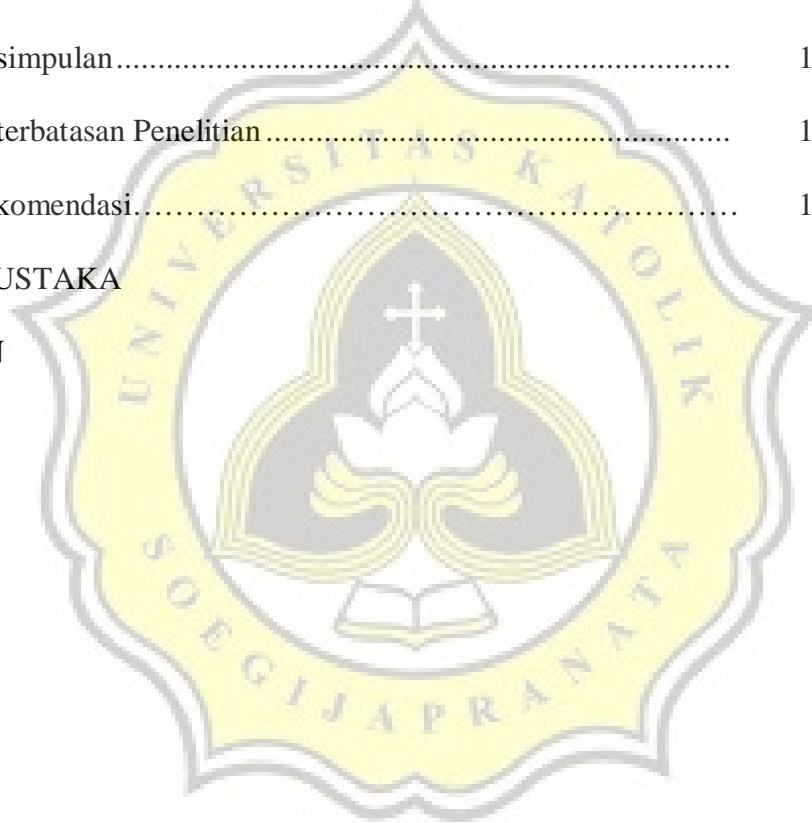 simpulan........................................................................... 1
terbatasan Penelitian......................................................... 1
komendasi………………………………………………………… 1
USTAKA
N
UNIVERSITAS KATOLIK
SOEGIJAPRANATA